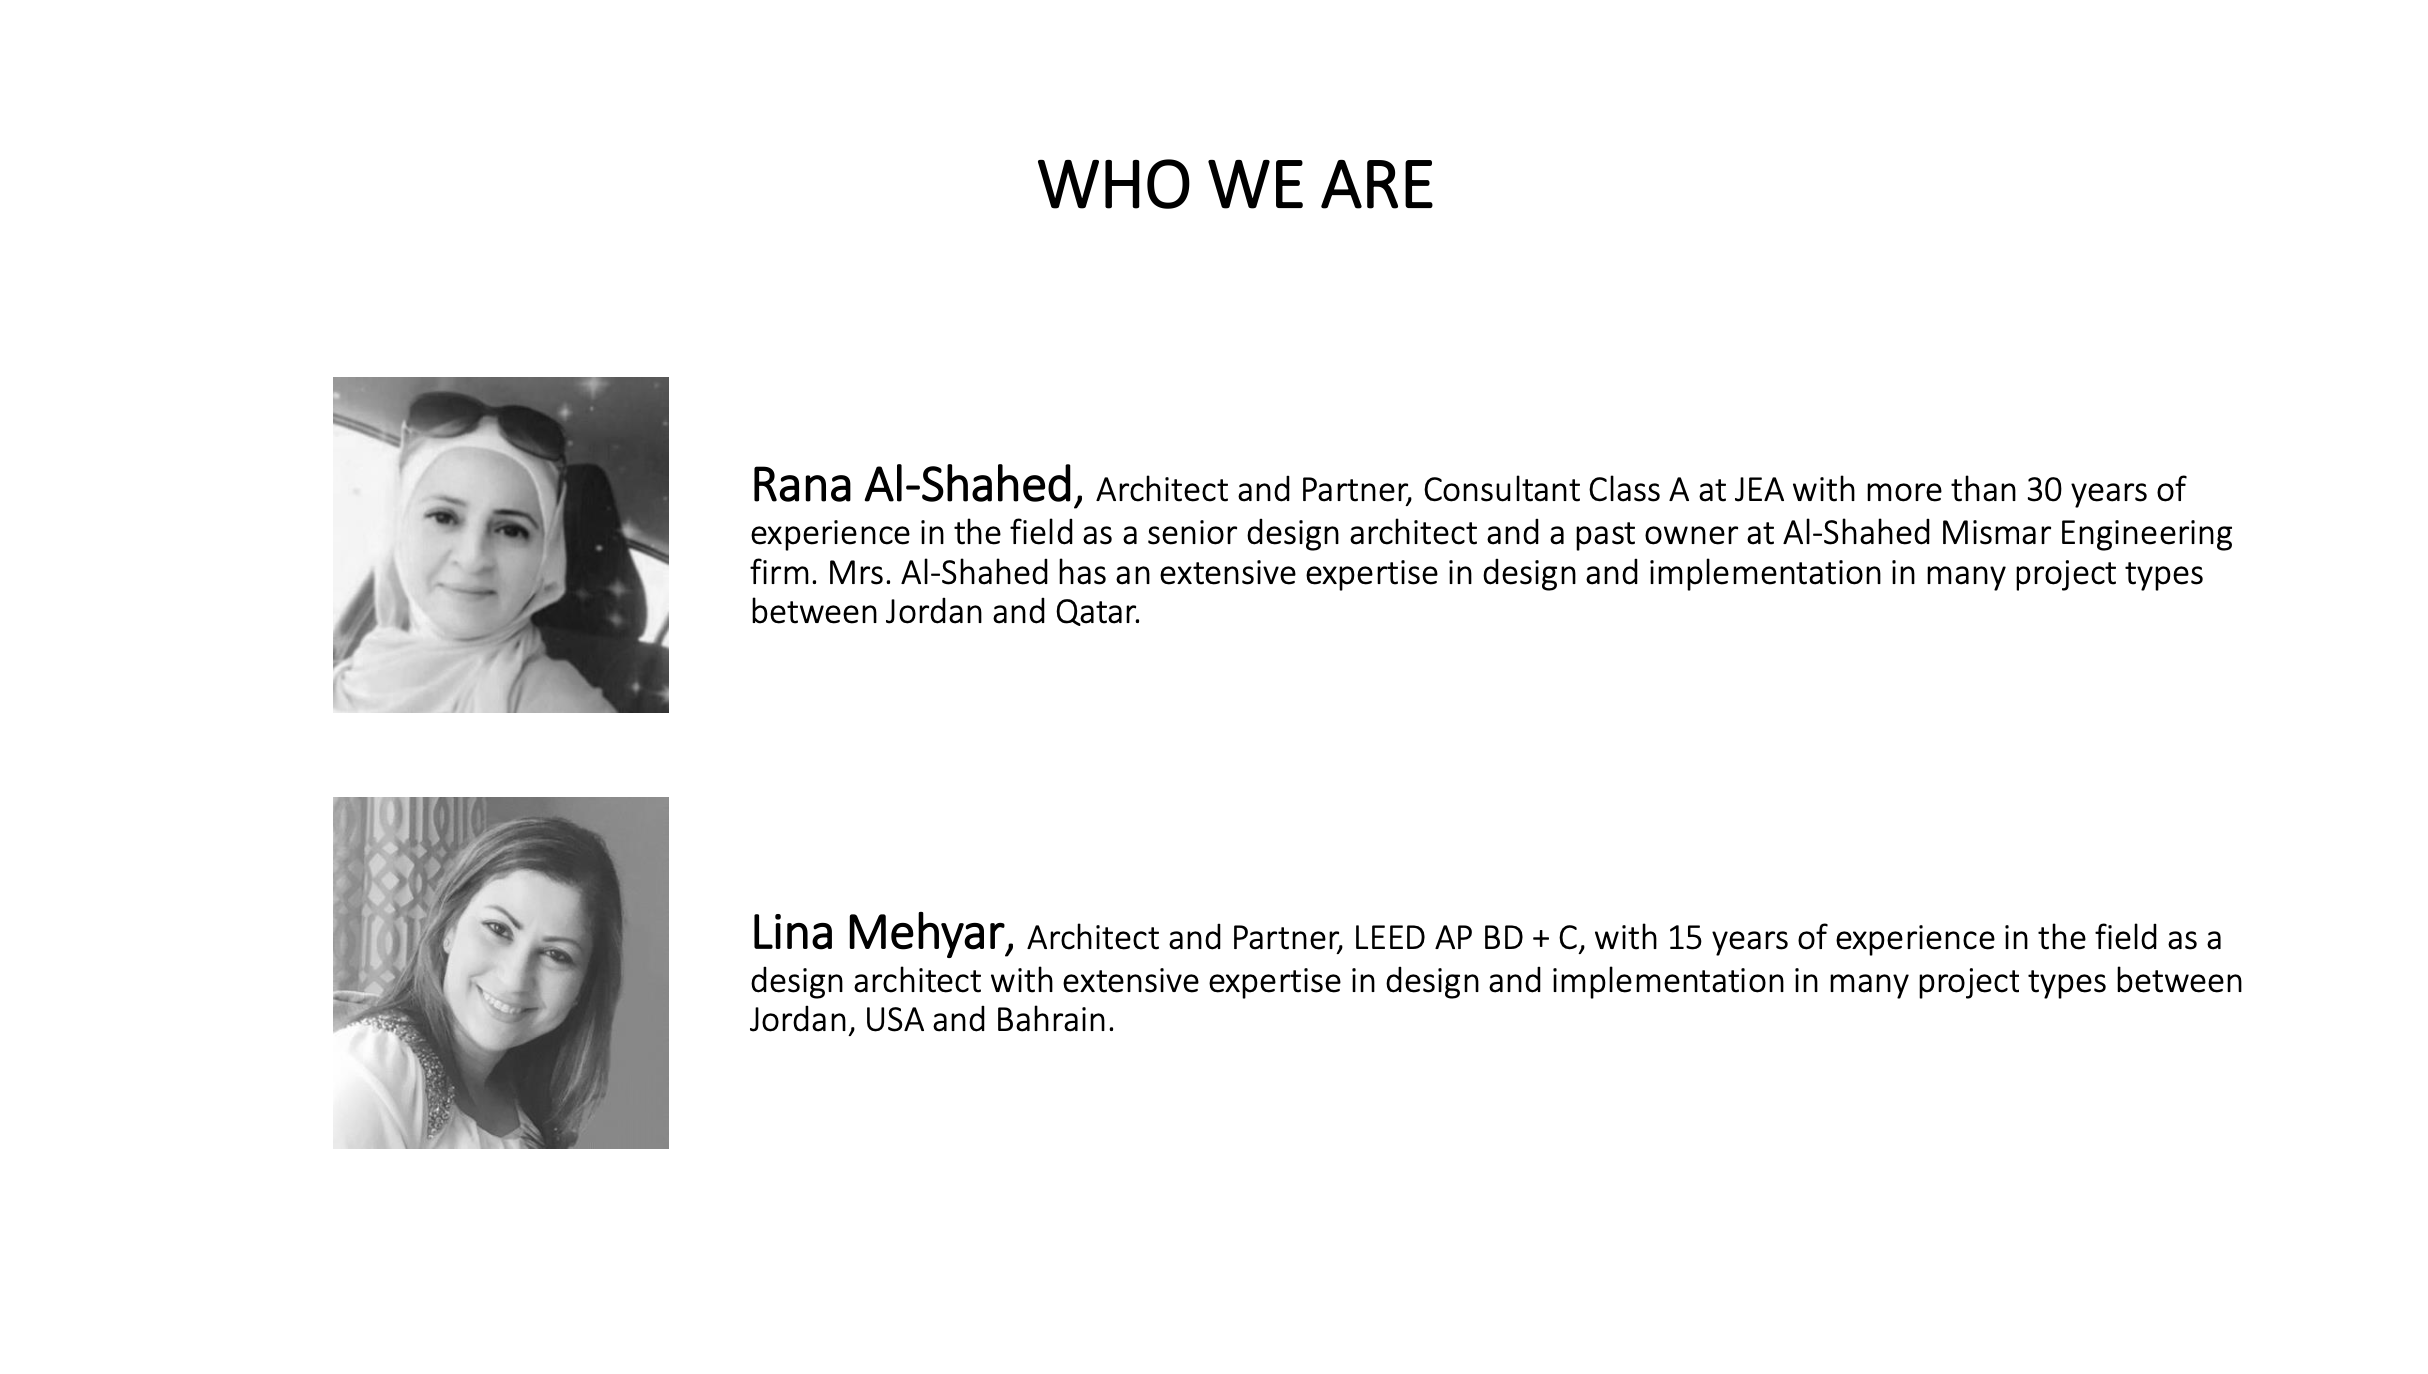 WHO WE ARE
Rana Al-Shahed, Architect and Partner, Consultant Class A at JEA with more than 30 years of
experience in the field as a senior design architect and a past owner at Al-Shahed Mismar Engineering
firm. Mrs. Al-Shahed has an extensive expertise in design and implementation in many project types
between Jordan and Qatar.
Lina Mehyar, Architect and Partner, LEED AP BD + C, with 15 years of experience in the field as a
design architect with extensive expertise in design and implementation in many project types between
Jordan, USA and Bahrain.